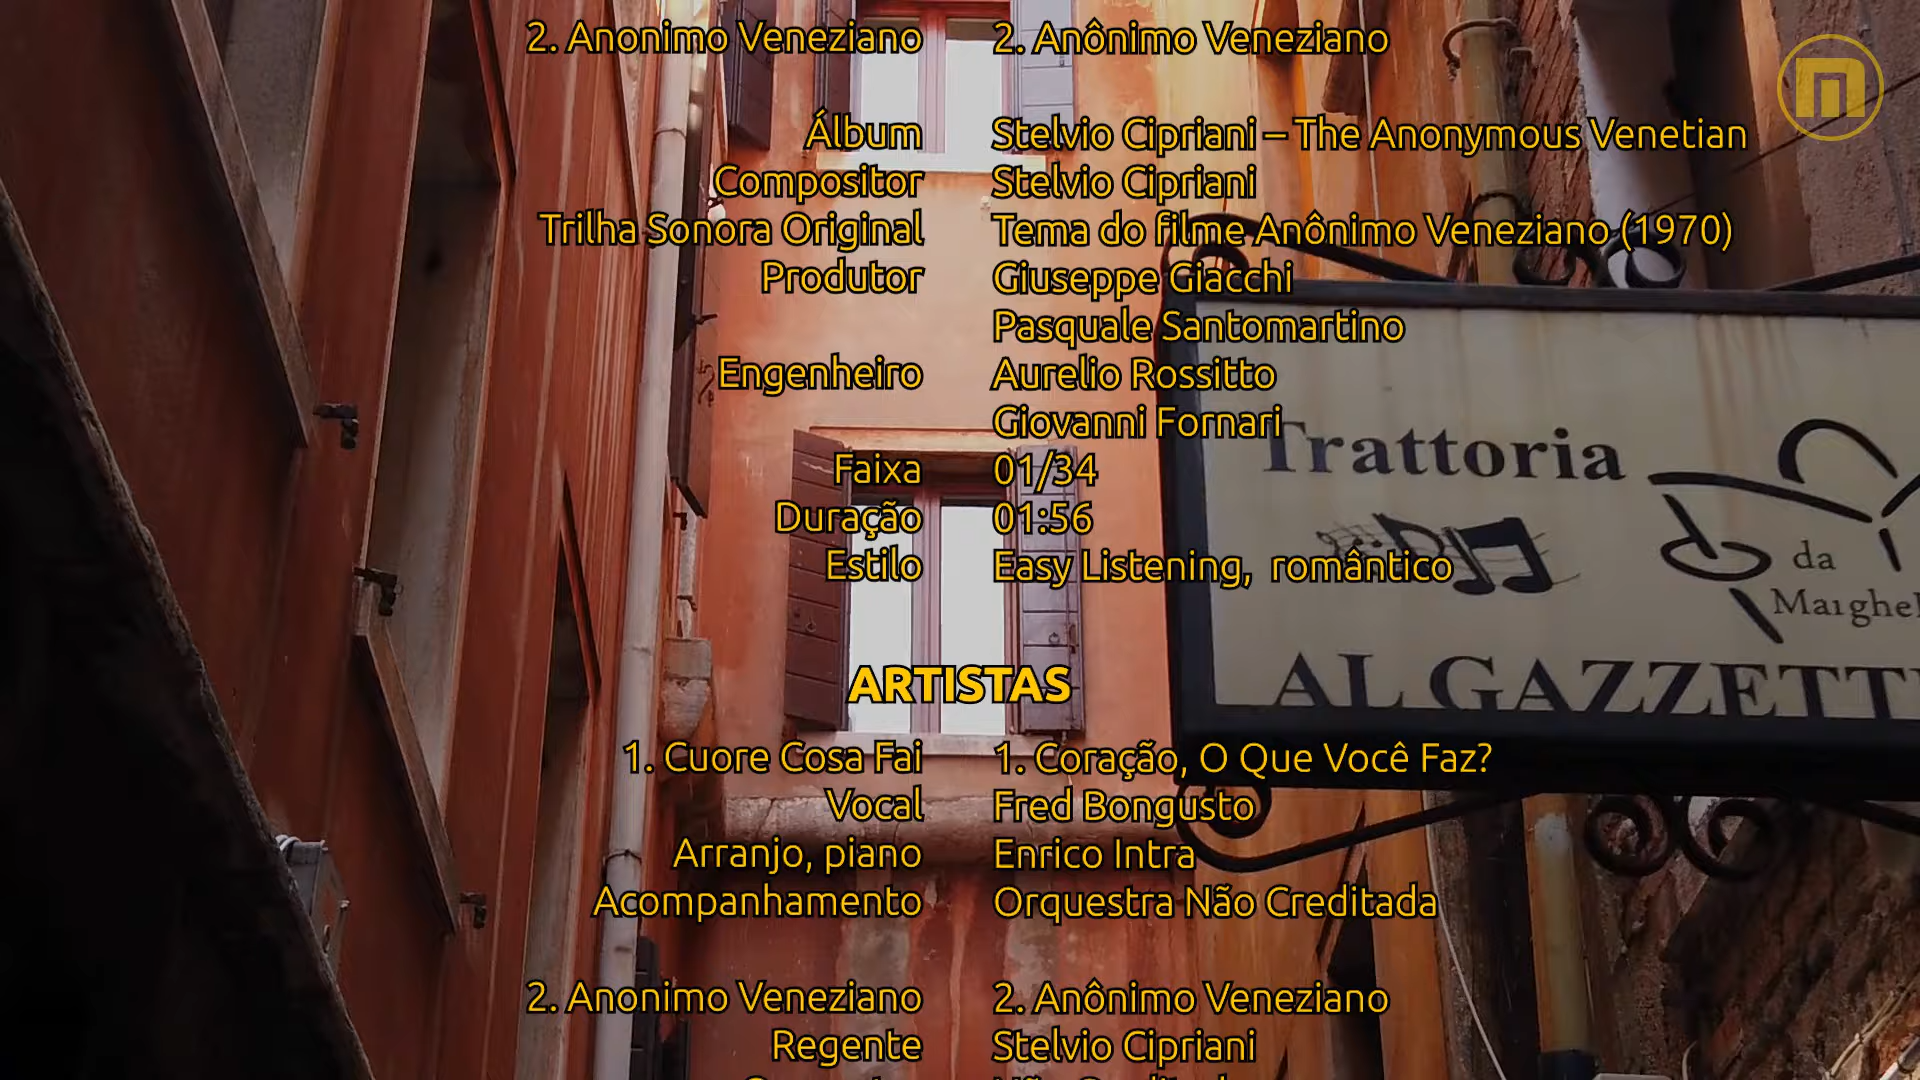 2. Anonimo Veneziano 2. Anônimo Veneziano
Álbum Stelvio Cipriani – The Anonymous Venetian
Compositor Stelvio Cipriani
Trilha Sonora Original Tema do filme Anônimo Veneziano (1970)
Produtor Giuseppe Giacchi
Pasquale Santomartino
Engenheiro Aurelio Rossitto
Giovanni Fornari
Trattoria
Faixa 01/34
Duração 01:56
Estilo Easy Listening, romântico
da
AL GAZZETT
ARTISTAS
1. Cuore Cosa Fai 1. Coração, O Que Você Faz?
Vocal Fred Bongusto
Arranjo, piano Enrico Intra
Acompanhamento Orquestra Não Creditada
2. Anonimo Veneziano 2. Anônimo Veneziano
Regente Stelvio Cipriani